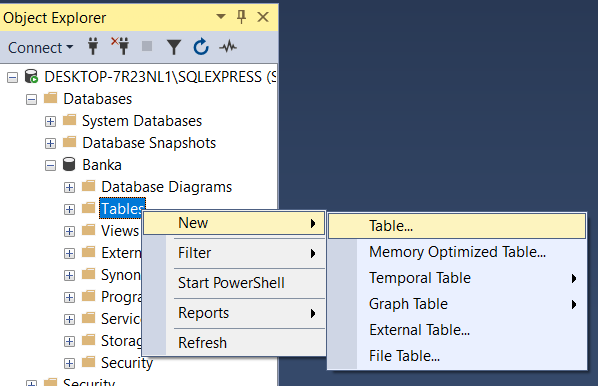 Object Explorer
Connect
DESKTOP-7R23NL1\SQLEXPRESS (S
Databases
System Databases
Database Snapshots
Banka
Database Diagrams
Tables
Views
Extern
Synon
Progra
Service
Storag
Security
Security
New
Filter
Start PowerShell
Reports
Refresh
Table...
Memory Optimized Table...
Temporal Table
Graph Table
External Table...
File Table...